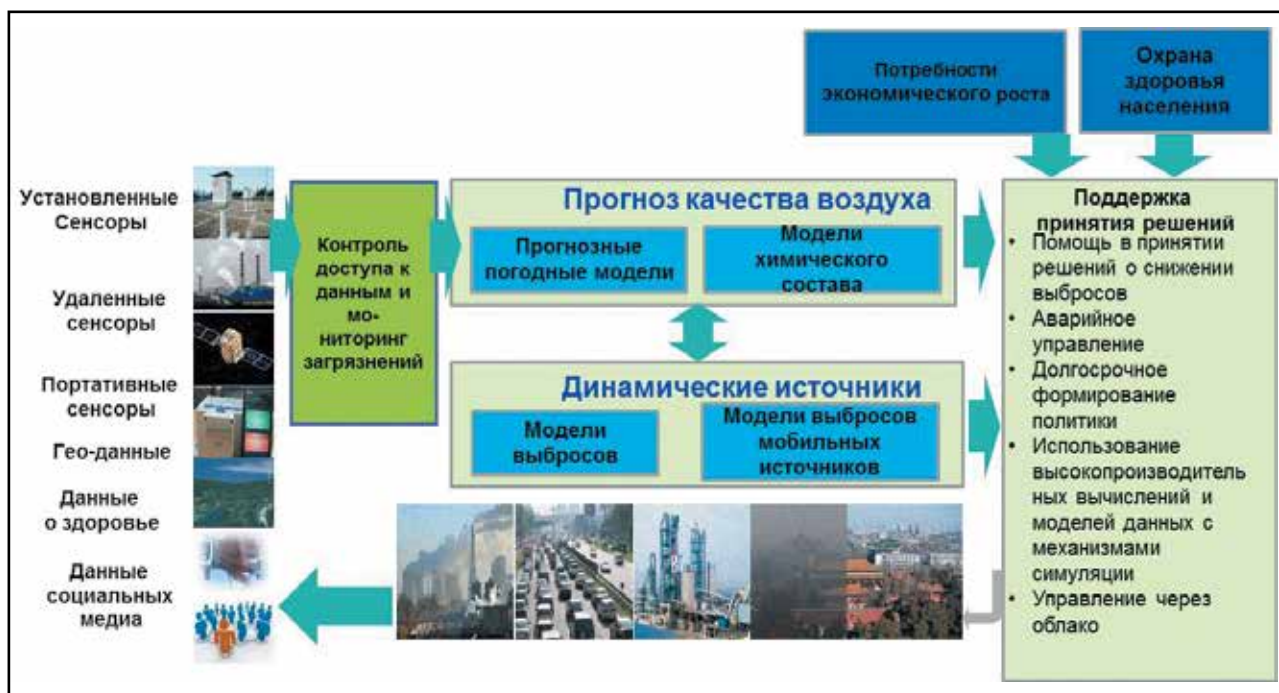 Потребности
экономического роста
Охрана
здоровья
населения
Установленные
Сенсоры
Удаленные
сенсоры
Портативные
сенсоры
Гео-данные
Данные
о здоровье
Данные
социальных
медиа
Контроль
доступа к
данным и
мо-
ниторинг
загрязнений
Прогноз качества воздуха
Прогнозные
погодные модели
Модели
химического
состава
Динамические источники
Модели
выбросов
Модели выбросов
мобильных
источников
Поддержка
принятия решений
• Помощь в принятии
решений о снижении
выбросов
• Аварийное
управление
• Долгосрочное
формирование
политики
• Использование
высокопроизводитель
ных вычислений и
моделей данных с
механизмами
симуляции
• Управление через
облако